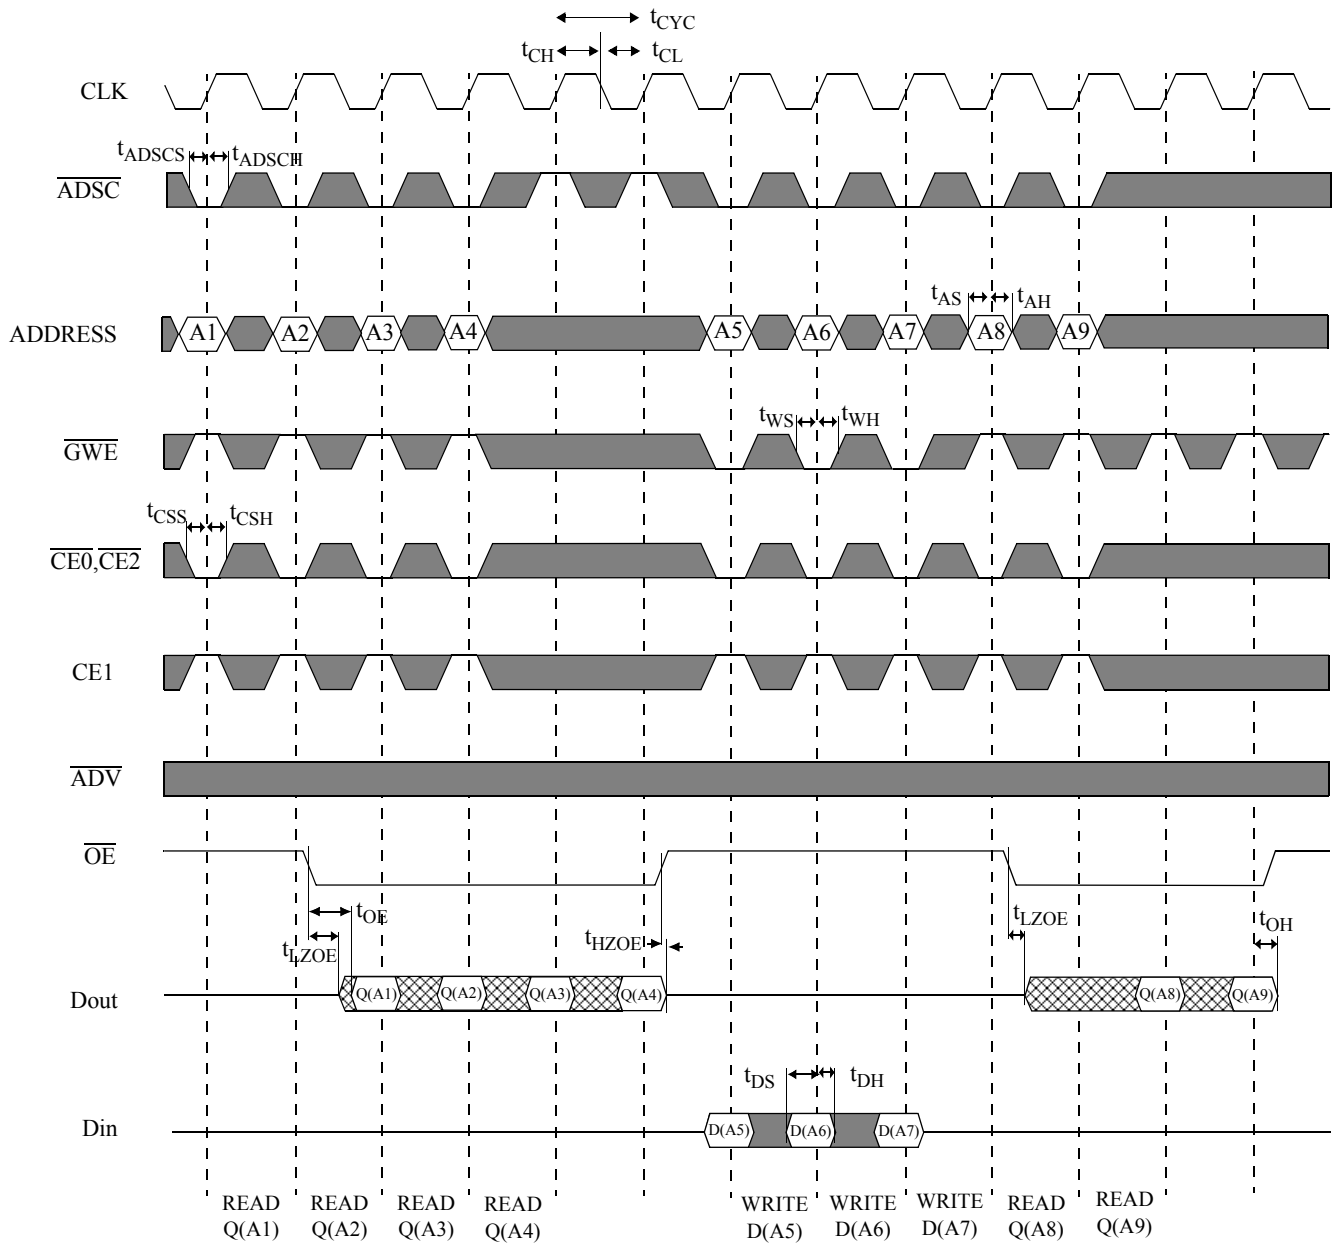 tCYC
tCH
tCL
CLK
tADSCS
tADSCH
ADSC
tAS
tAH
ADDRESS
A1
A2
A3
A4
A5
A6
A7
A8
A9
tWS
tWH
GWE
tCSS
tCSH
CE0,CE2
CE1
ADV
OE
tOE
tLZOE
tHZOE
tLZOE
tOH
Dout
Q(A1)
Q(A2)
Q(A3)
Q(A4)
Q(A8)
Q(A9)
tDS
tDH
Din
D(A5)
D(A6)
D(A7)
READ
Q(A1)
READ
Q(A2)
READ
Q(A3)
READ
Q(A4)
WRITE
D(A5)
WRITE
D(A6)
WRITE
D(A7)
READ
Q(A8)
READ
Q(A9)